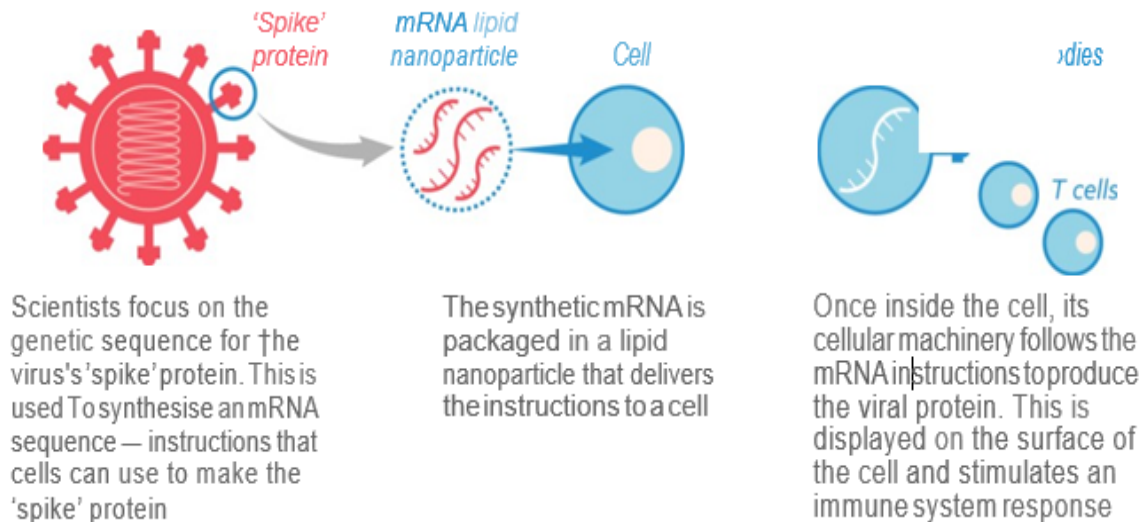 ‘Spike’
protein
mRNA lipid
nanoparticle
Cell
›dies
T cells
Scientists focus on the
genetic sequence for †he
virus's 'spike' protein. This is
used To synthesise an mRNA
sequence — instructions that
cells can use to make the
‘spike’ protein
The synthetic mRNA is
packaged in a lipid
nanoparticle that delivers
the instructions to a cell
Once inside the cell, its
cellular machinery follows the
mRNA instructions to produce
the viral protein. This is
displayed on the surface of
the cell and stimulates an
immune system response